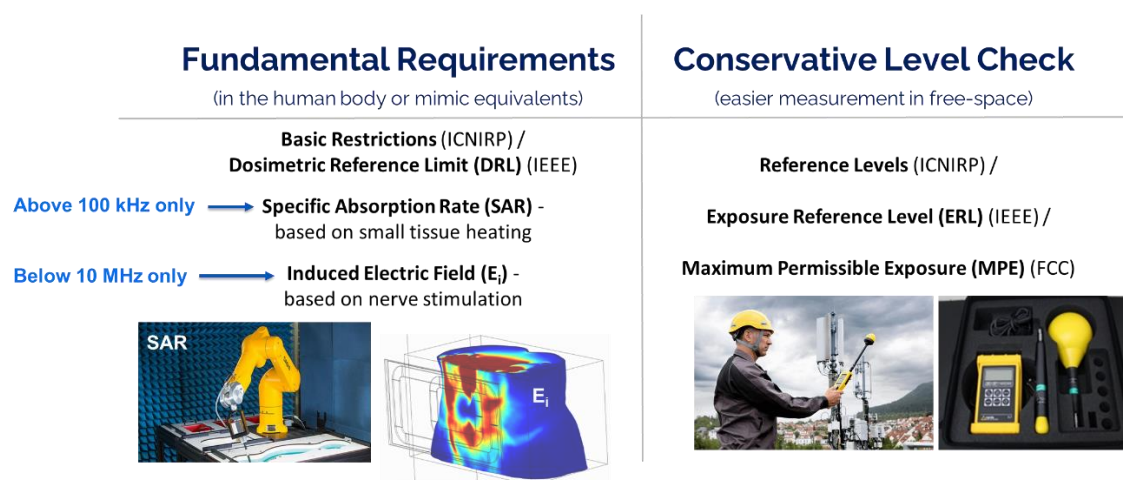 Fundamental Requirements
(in the human body or mimic equivalents)
Basic Restrictions (ICNIRP) /
Dosimetric Reference Limit (DRL) (IEEE)
Above 100 kHz only
Specific Absorption Rate (SAR) -
based on small tissue heating
Below 10 MHz only
Induced Electric Field (Ei) -
based on nerve stimulation
SAR
Ei
Conservative Level Check
(easier measurement in free-space)
Reference Levels (ICNIRP) /
Exposure Reference Level (ERL) (IEEE) /
Maximum Permissible Exposure (MPE) (FCC)